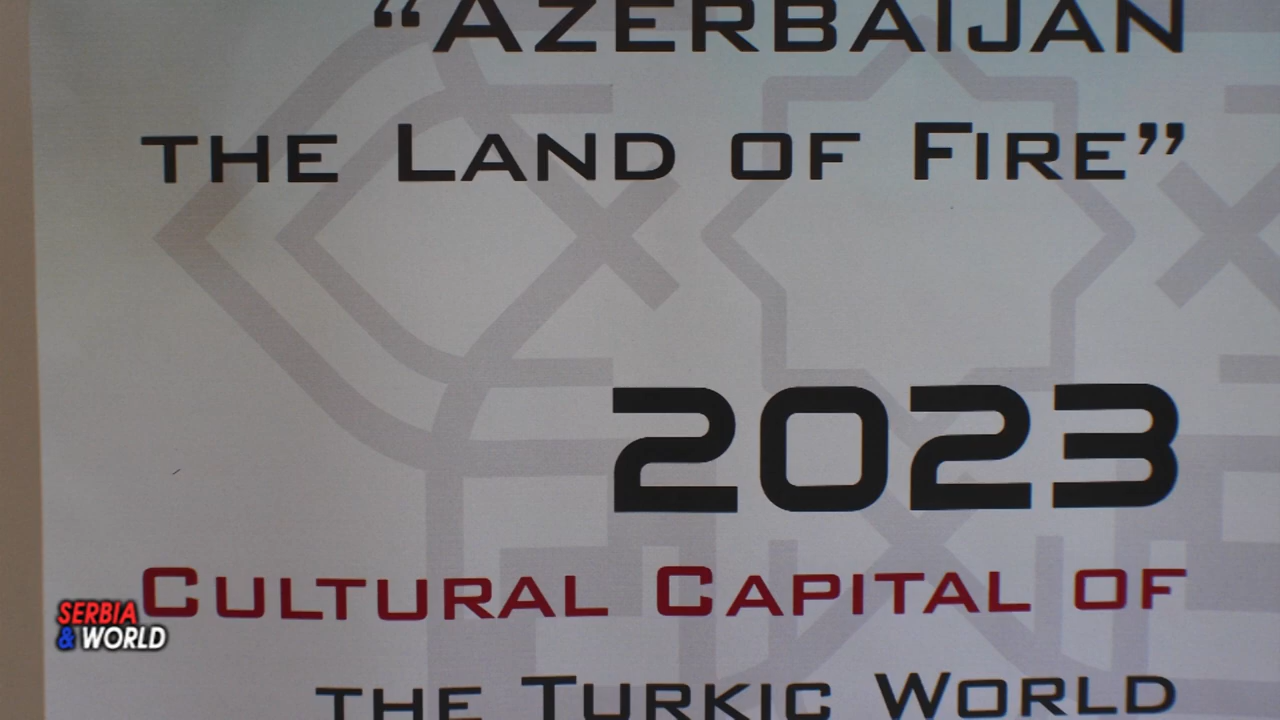 “AZERBAIJAN
THE LAND OF FIRE”
2023
CULTURAL CAPITAL OF
THE TURKIC WORLD
SERBIA
& WORLD